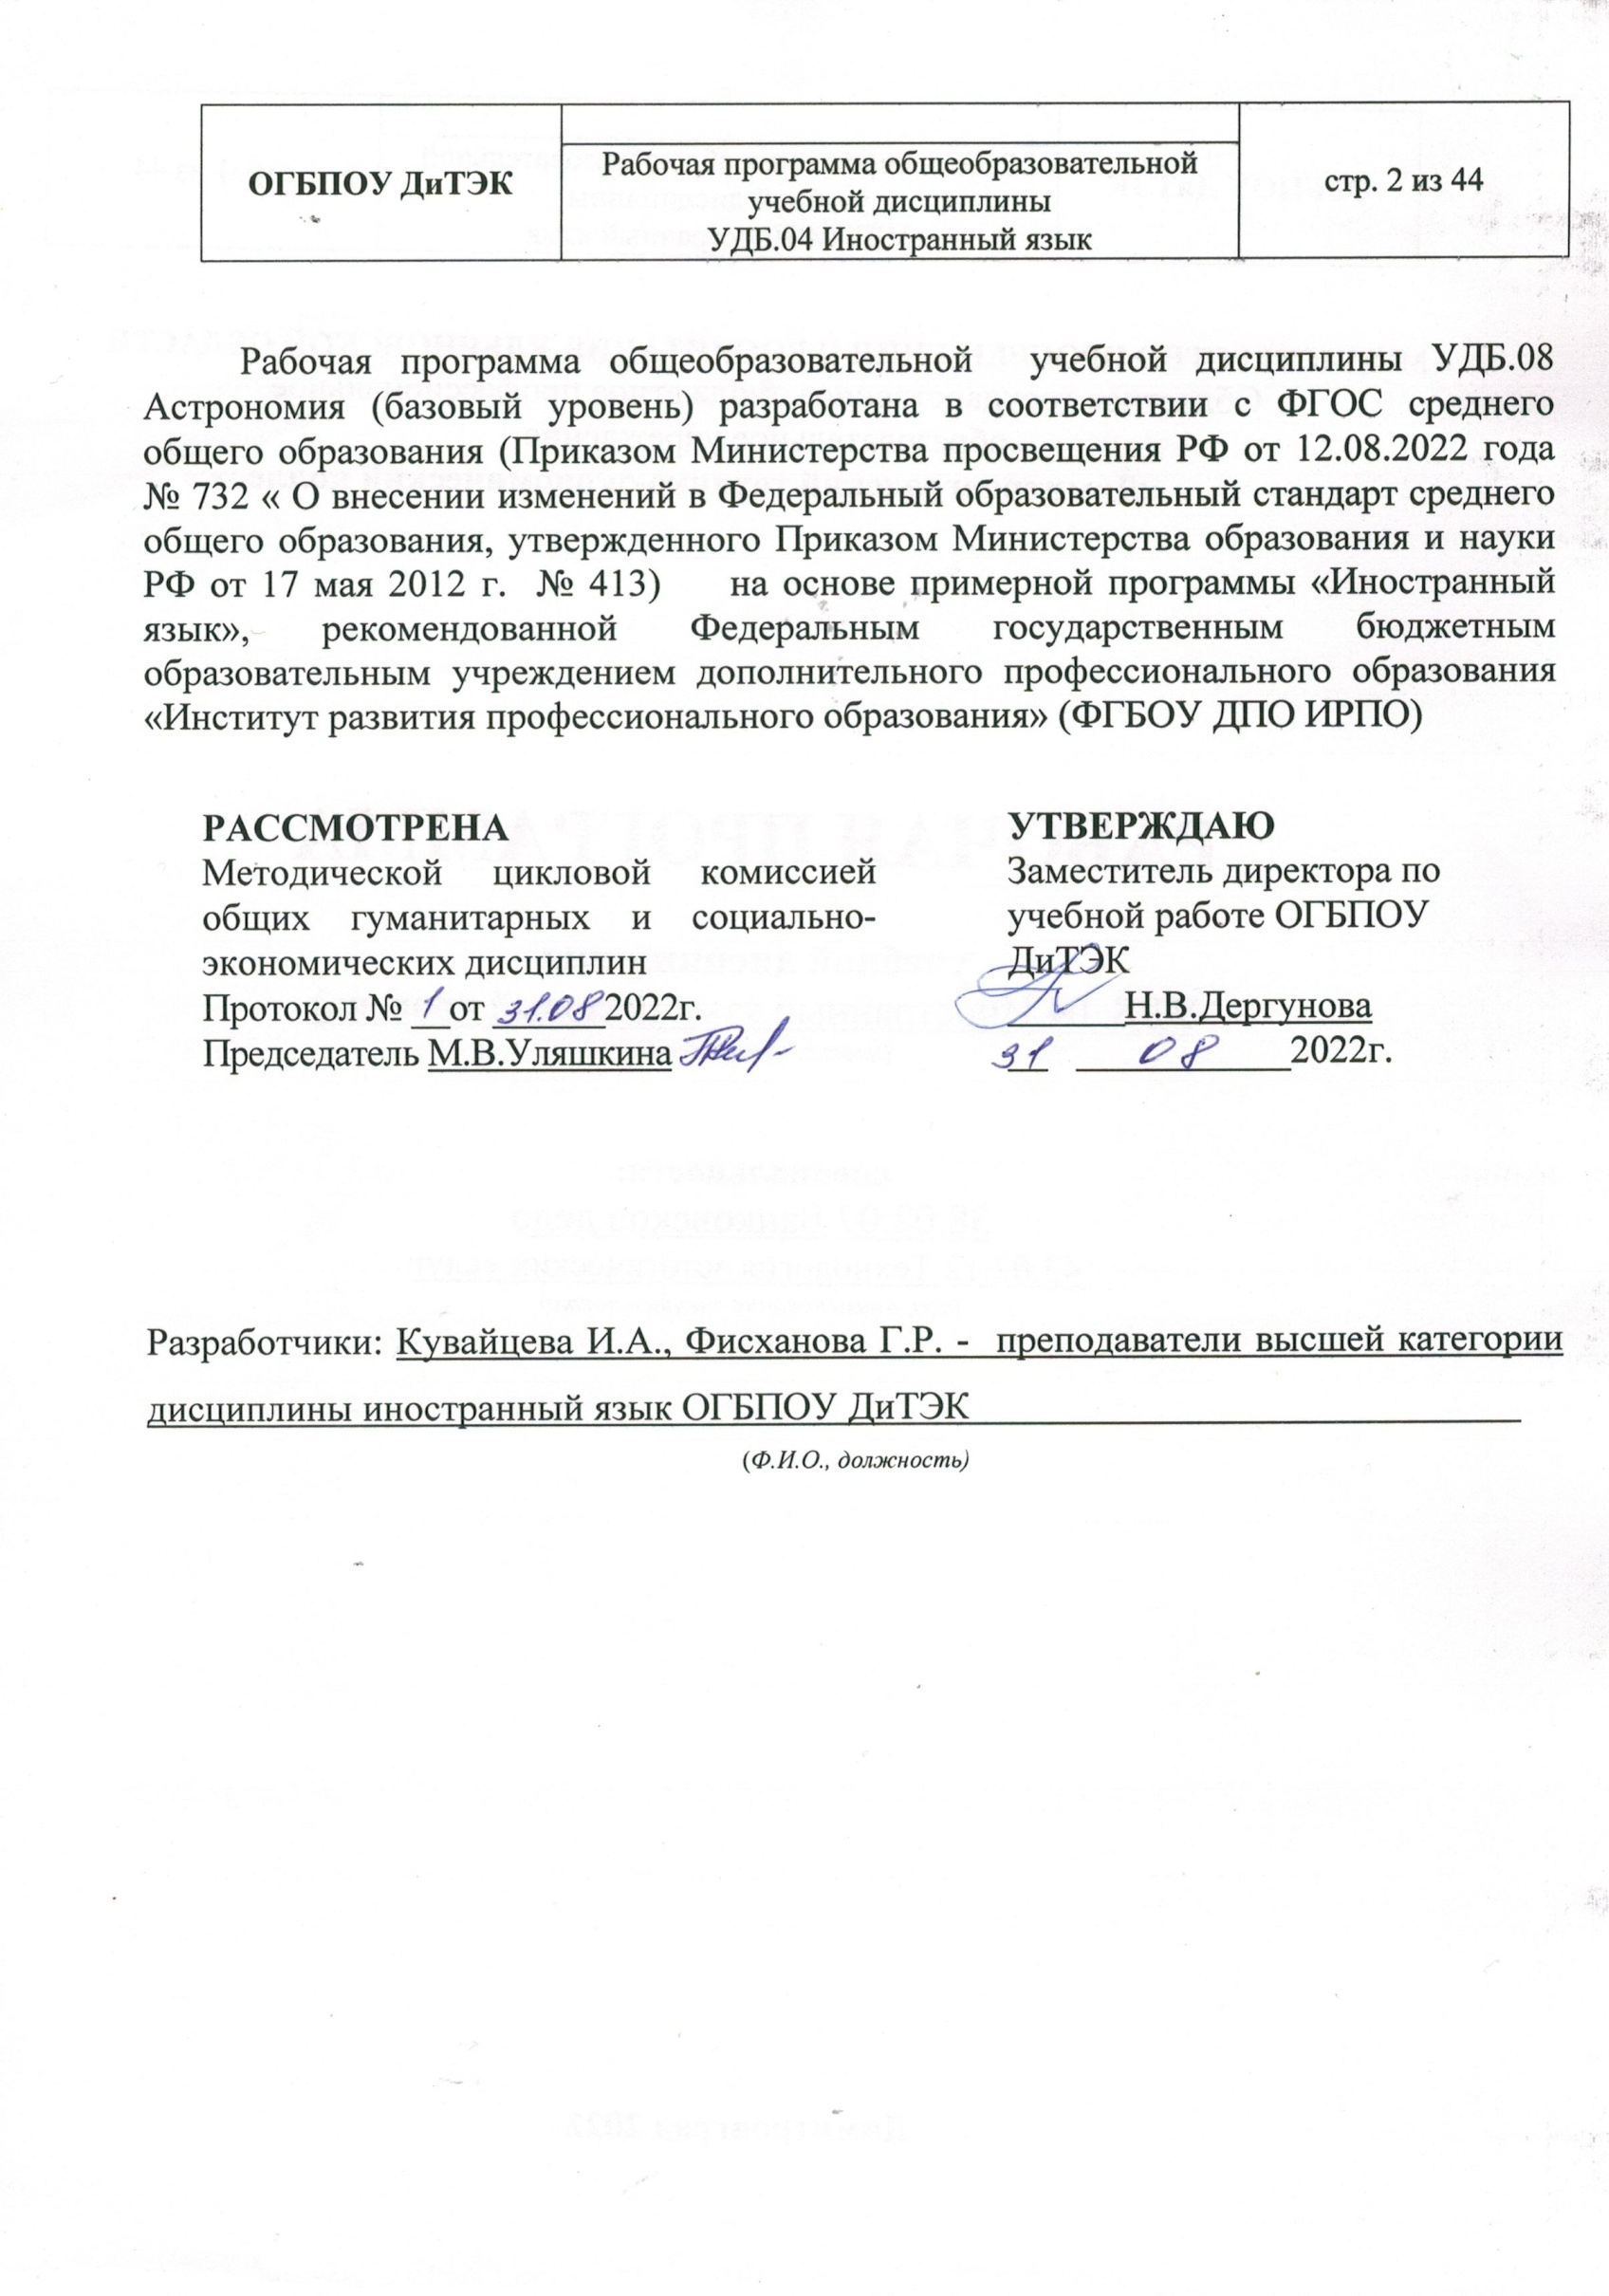 ОГБПОУ ДиТЭК
Рабочая программа общеобразовательной
учебной дисциплины
УДБ.04 Иностранный язык
стр. 2 из 44
Рабочая программа общеобразовательной учебной дисциплины УДБ.08
Астрономия (базовый уровень) разработана в соответствии с ФГОС среднего
общего образования (Приказом Министерства просвещения РФ от 12.08.2022 года
№ 732 « О внесении изменений в Федеральный образовательный стандарт среднего
общего образования, утвержденного Приказом Министерства образования и науки
РФ от 17 мая 2012 г. № 413) на основе примерной программы «Иностранный
язык», рекомендованной Федеральным государственным бюджетным
образовательным учреждением дополнительного профессионального образования
«Институт развития профессионального образования» (ФГБОУ ДПО ИРПО)
РАССМОТРЕНА
Методической цикловой комиссией
общих гуманитарных и социально-
экономических дисциплин
Протокол № 1 от 31.08 2022г.
Председатель М.В.Уляшкина
УТВЕРЖДАЮ
Заместитель директора по
учебной работе ОГБПОУ
ДиТЭК
______Н.В.Дергунова
31 08 2022г.
Разработчики: Кувайцева И.А., Фисханова Г.Р. - преподаватели высшей категории
дисциплины иностранный язык ОГБПОУ ДиТЭК
(Ф.И.О., должность)